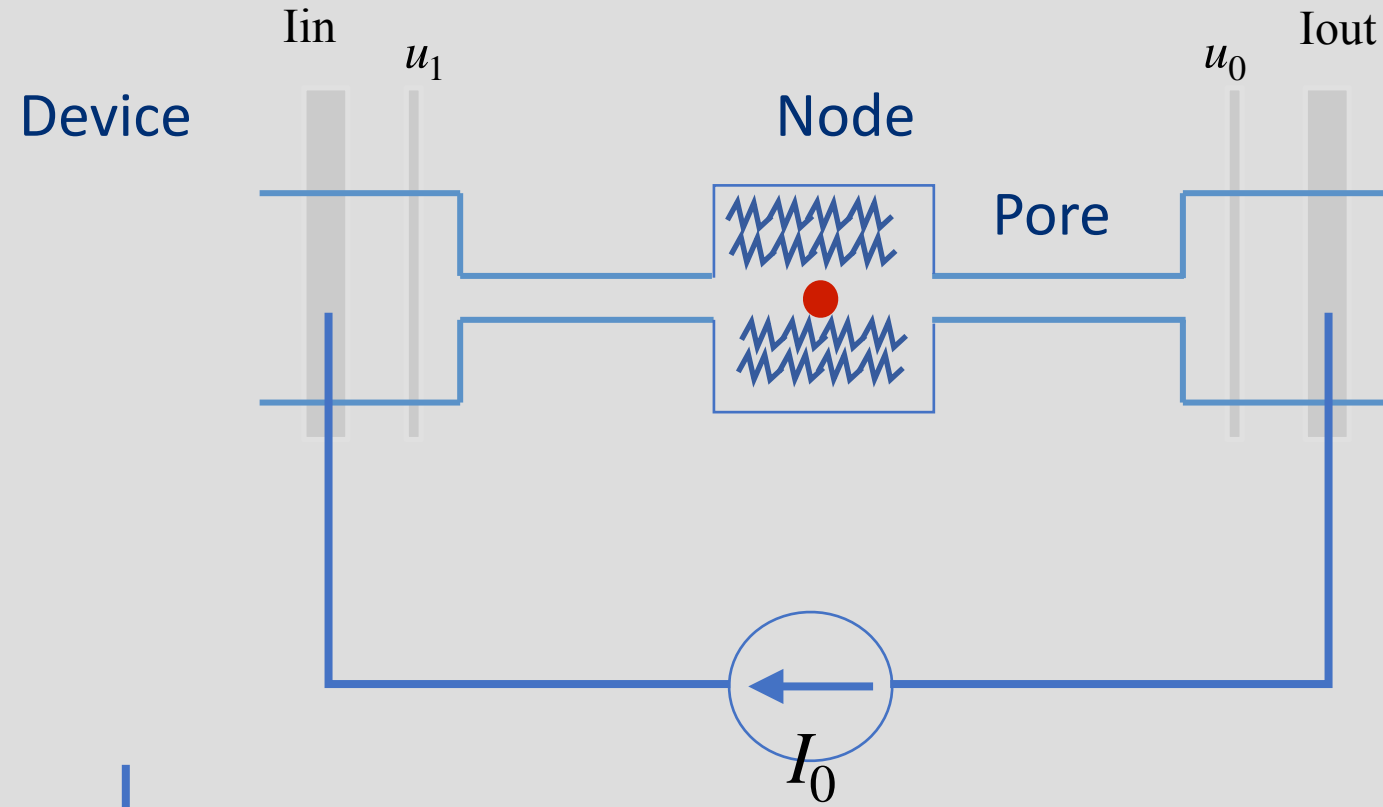 Iin
u₁
u₀
Iout
Device
Node
Pore
I₀